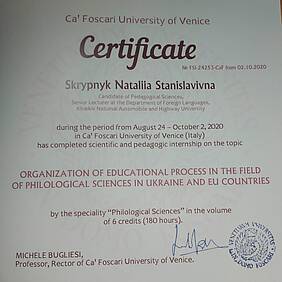 Ca' Foscari University of Venice
Certificate
№ FSI-24253-CaF from 02.10.2020
Skrypnyk Nataliia Stanislavivna
Candidate of Pedagogical Sciences,
Senior Lecturer at the Department of Foreign Languages,
Kharkiv National Automobile and Highway University
during the period from August 24 – October 2, 2020
in Ca' Foscari University of Venice (Italy)
has completed scientific and pedagogic internship on the topic
ORGANIZATION OF EDUCATIONAL PROCESS IN THE FIELD
OF PHILOLOGICAL SCIENCES IN UKRAINE AND EU COUNTRIES
by the speciality "Philological Sciences" in the volume
of 6 credits (180 hours).
MICHELE BUGLIESI,
Professor, Rector of Ca' Foscari University of Venice.